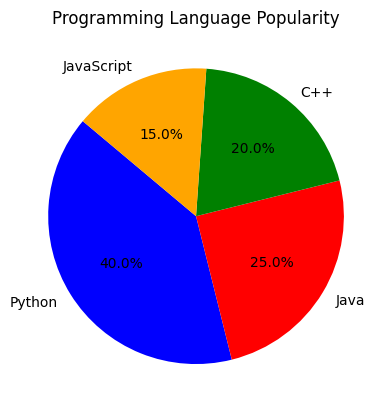 Programming Language Popularity
JavaScript
C++
15.0%
20.0%
40.0%
25.0%
Python
Java